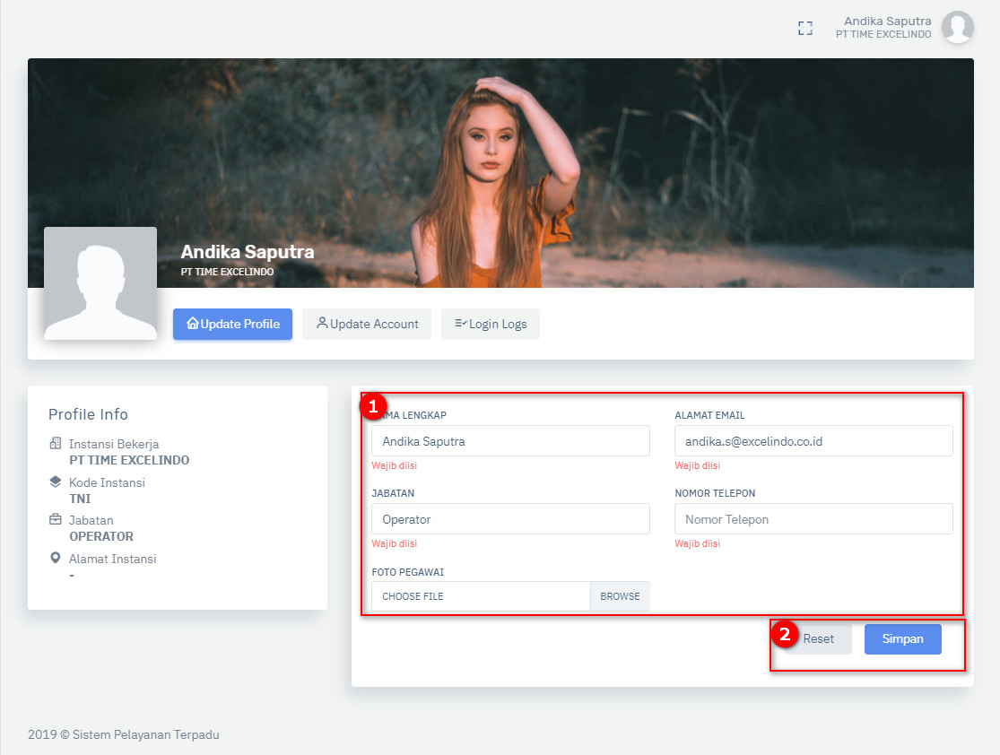 Andika Saputra
PT TIME EXCELINDO
Andika Saputra
PT TIME EXCELINDO
Update Profile
Update Account
Login Logs
Profile Info
Instansi Bekerja
PT TIME EXCELINDO
Kode Instansi
TNI
Jabatan
OPERATOR
Alamat Instansi
-
1
AMA LENGKAP
Andika Saputra
Wajib diisi
ALAMAT EMAIL
andika.s@excelindo.co.id
Wajib diisi
JABATAN
Operator
Wajib diisi
NOMOR TELEPON
Nomor Telepon
Wajib diisi
FOTO PEGAWAI
CHOOSE FILE BROWSE
2
Reset
Simpan
2019 © Sistem Pelayanan Terpadu